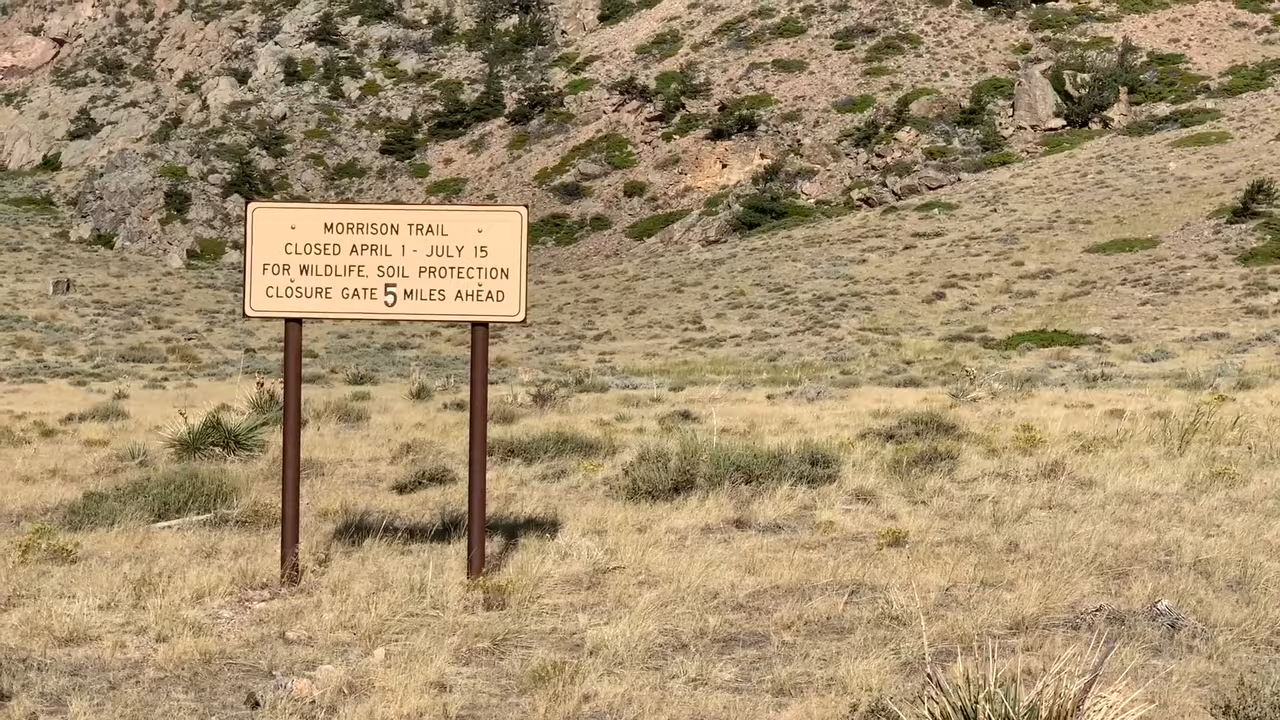 MORRISON TRAIL
CLOSED APRIL 1 - JULY 15
FOR WILDLIFE, SOIL PROTECTION
CLOSURE GATE 5 MILES AHEAD